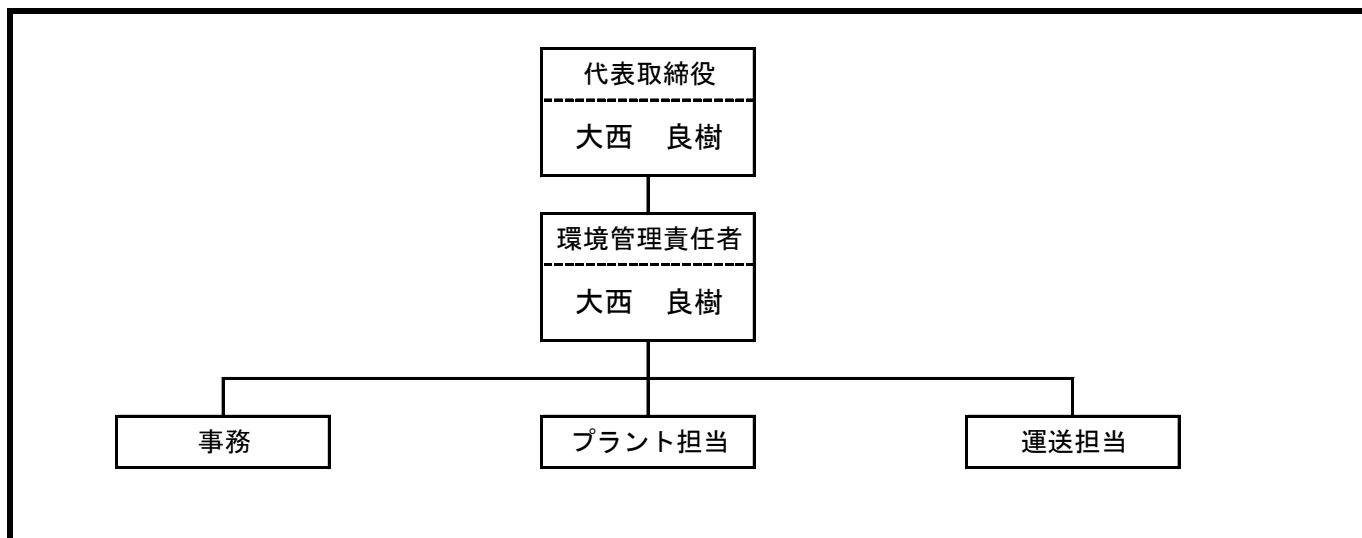 代表取締役
大西　良樹
環境管理責任者
大西　良樹
事務
プラント担当
運送担当